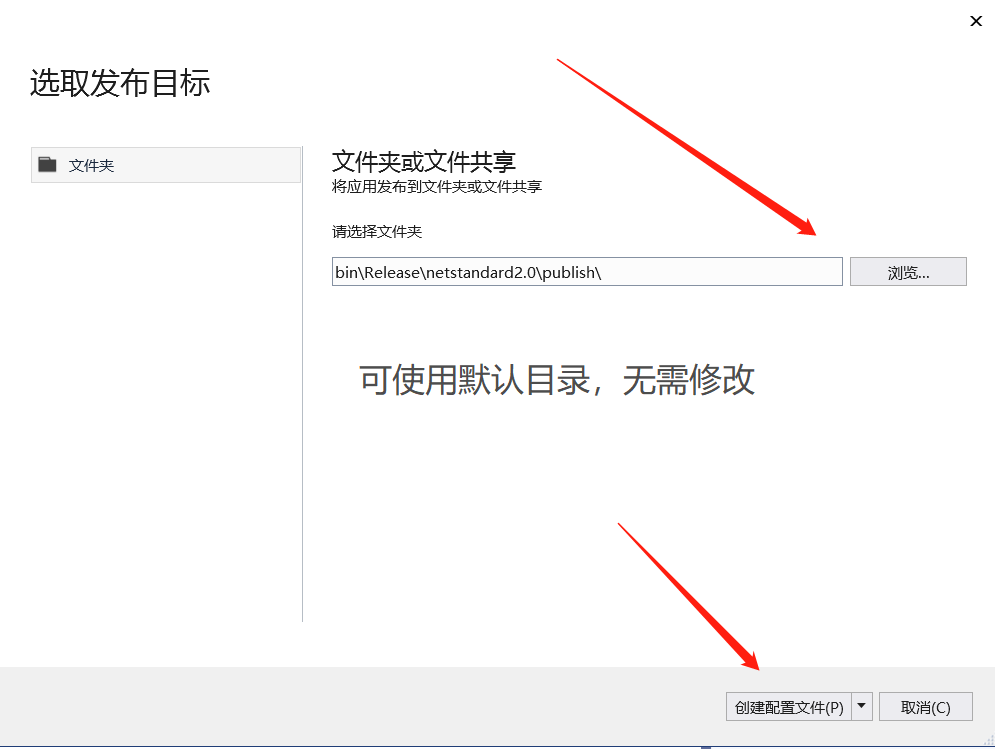 选取发布目标
文件夹
文件夹或文件共享
将应用发布到文件夹或文件共享
请选择文件夹
bin\Release\netstandard2.0\publish\
浏览...
可使用默认目录，无需修改
创建配置文件(P)
取消(C)